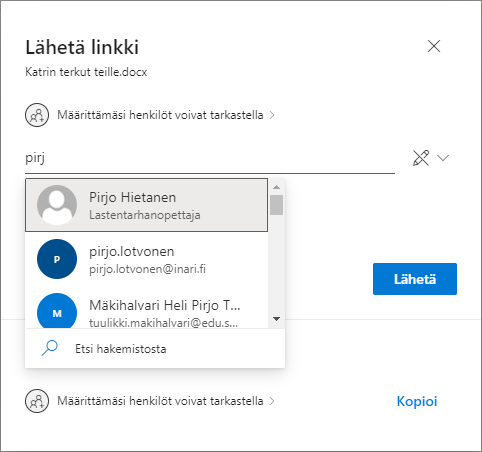 Lähetä linkki
Katrin terkut teille.docx
Määrittämäsi henkilöt voivat tarkastella
pirj
Pirjo Hietanen
Lastentarhanopettaja
P
pirjo.lotvonen
pirjo.lotvonen@inari.fi
Lähetä
M
Mäkihalvari Heli Pirjo T...
tuulikki.makihalvari@edu.s...
Etsi hakemistosta
Määrittämäsi henkilöt voivat tarkastella
Kopioi